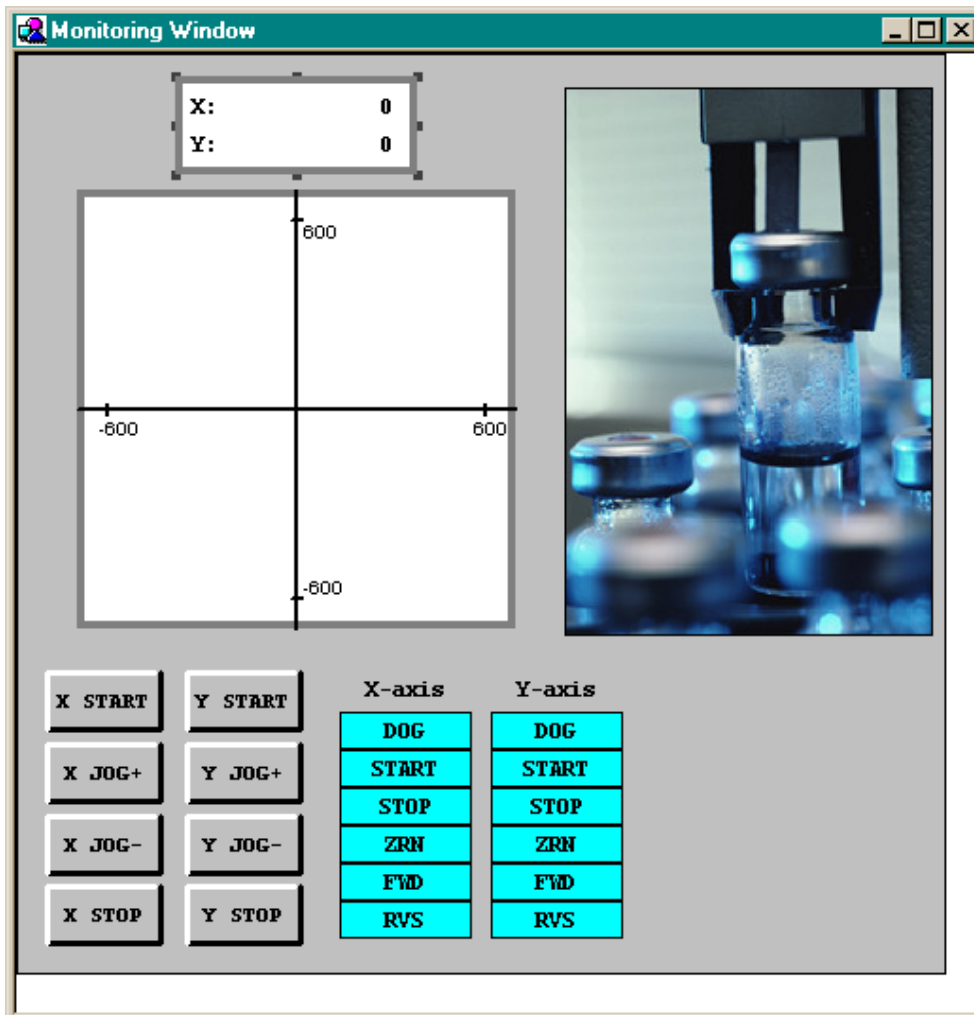 Monitoring Window
X: 0
Y: 0
600
-600 600
-600
X START Y START
X JOG+ Y JOG+
X JOG- Y JOG-
X STOP Y STOP
X-axis Y-axis
DOG DOG
START START
STOP STOP
ZRN ZRN
FWD FWD
RVS RVS